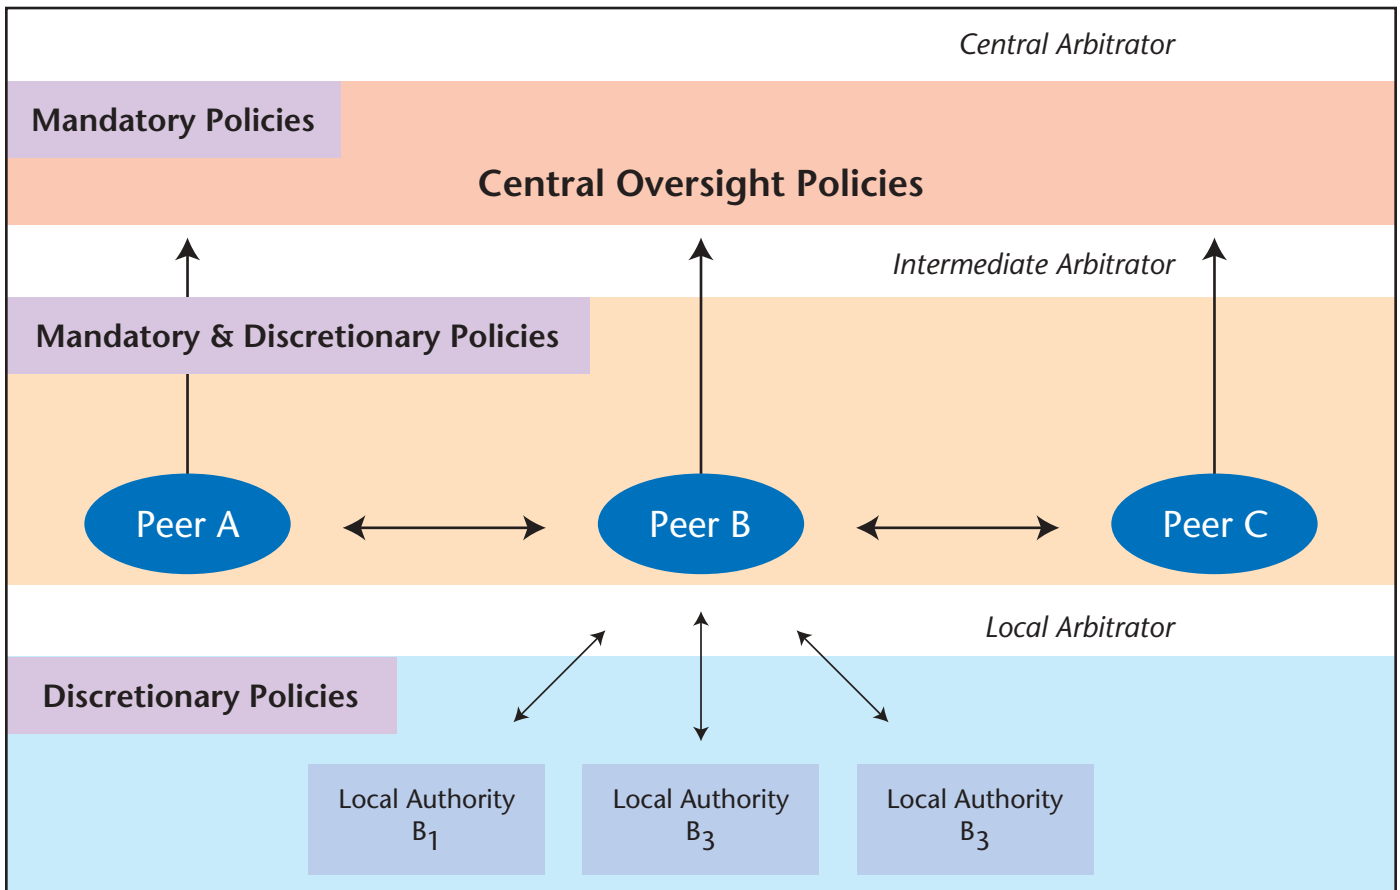 Central Arbitrator
Mandatory Policies
Central Oversight Policies
Intermediate Arbitrator
Mandatory & Discretionary Policies
Peer A
Peer B
Peer C
Local Arbitrator
Discretionary Policies
Local Authority
B1
Local Authority
B3
Local Authority
B3